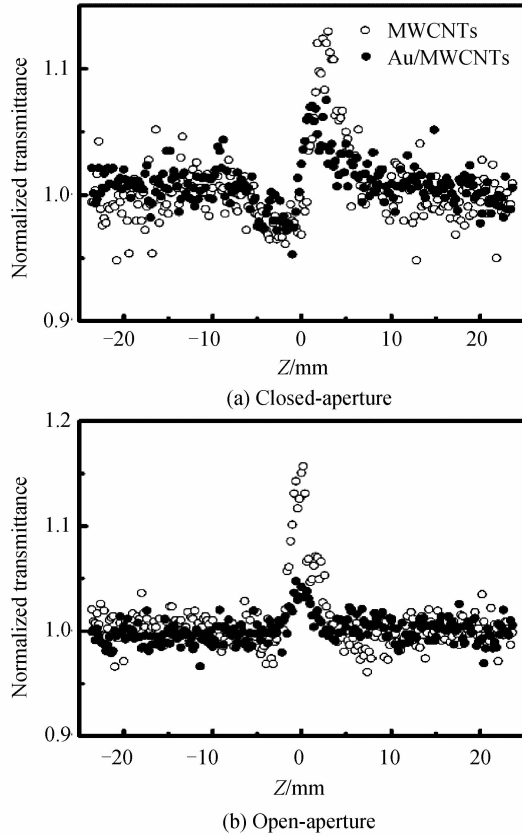 MWCNTs
Au/MWCNTs
1.1
1.0
0.9
Normalized transmittance
−20 −10 0 10 20
Z/mm
(a) Closed-aperture
1.2
1.1
1.0
0.9
Normalized transmittance
−20 −10 0 10 20
Z/mm
(b) Open-aperture